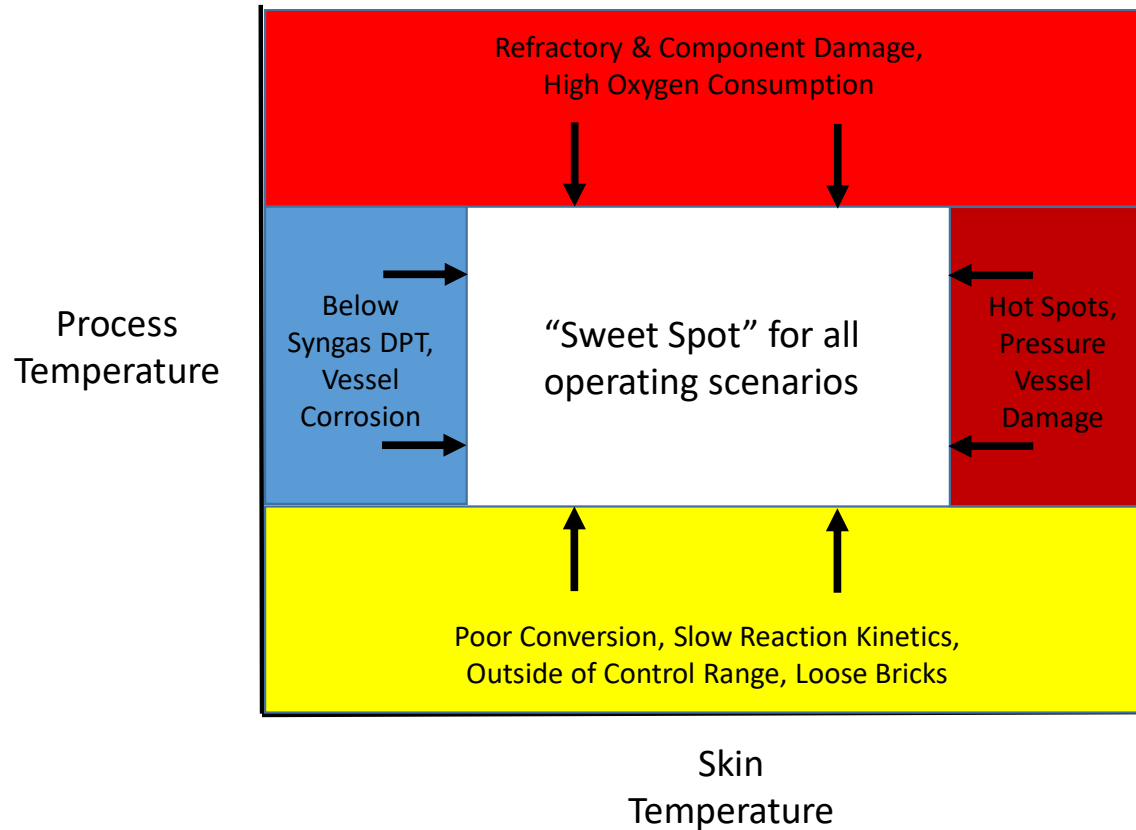 Refractory & Component Damage,
High Oxygen Consumption
Process
Temperature
Below
Syngas DPT,
Vessel
Corrosion
“Sweet Spot” for all
operating scenarios
Hot Spots,
Pressure
Vessel
Damage
Poor Conversion, Slow Reaction Kinetics,
Outside of Control Range, Loose Bricks
Skin
Temperature